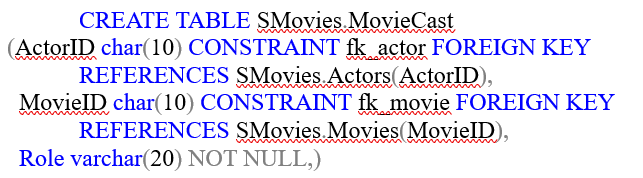 CREATE TABLE SMovies.MovieCast
(ActorID char(10) CONSTRAINT fk_actor FOREIGN KEY
REFERENCES SMovies.Actors(ActorID),
MovieID char(10) CONSTRAINT fk_movie FOREIGN KEY
REFERENCES SMovies.Movies(MovieID),
Role varchar(20) NOT NULL,)